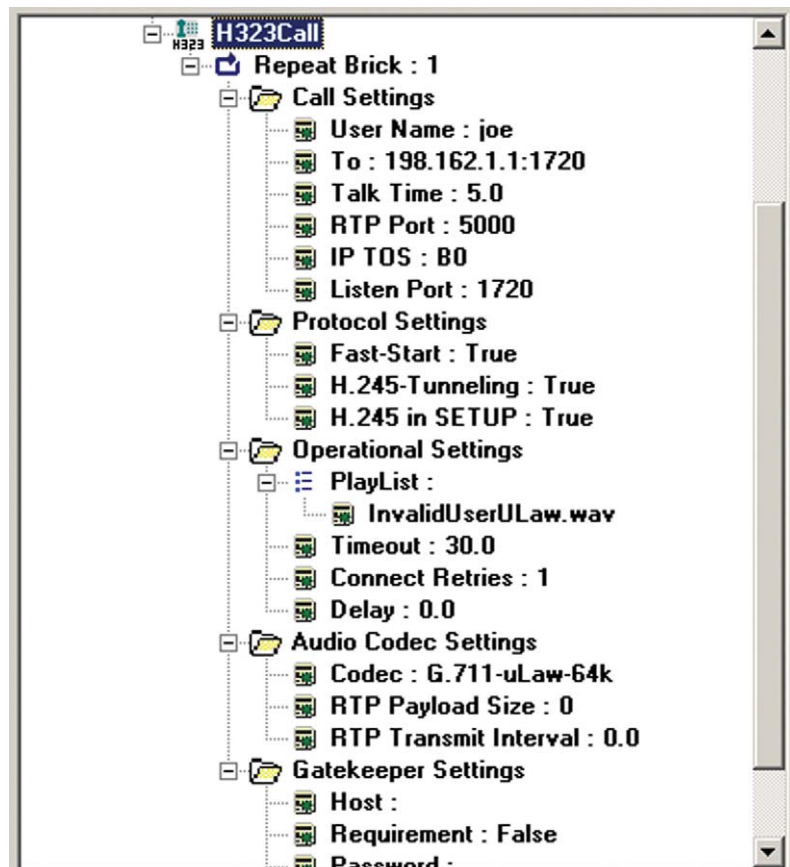 H323 H323Call
Repeat Brick : 1
Call Settings
User Name : joe
To : 198.162.1.1:1720
Talk Time : 5.0
RTP Port : 5000
IP TOS : B0
Listen Port : 1720
Protocol Settings
Fast-Start : True
H.245-Tunneling : True
H.245 in SETUP : True
Operational Settings
PlayList :
InvalidUserULaw.wav
Timeout : 30.0
Connect Retries : 1
Delay : 0.0
Audio Codec Settings
Codec : G.711-uLaw-64k
RTP Payload Size : 0
RTP Transmit Interval : 0.0
Gatekeeper Settings
Host :
Requirement : False
Password :